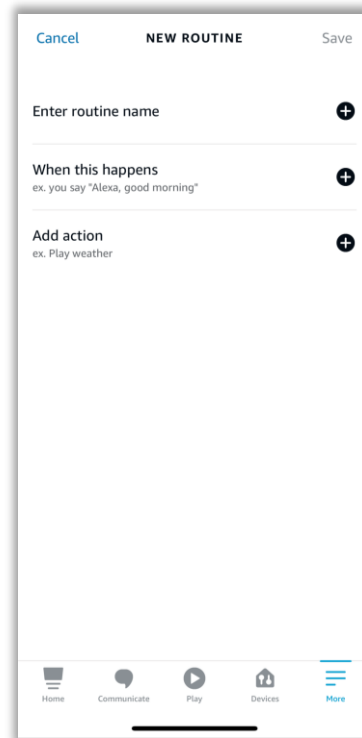 Cancel NEW ROUTINE Save
Enter routine name
When this happens
ex. you say "Alexa, good morning"
Add action
ex. Play weather
Home Communicate Play Devices More